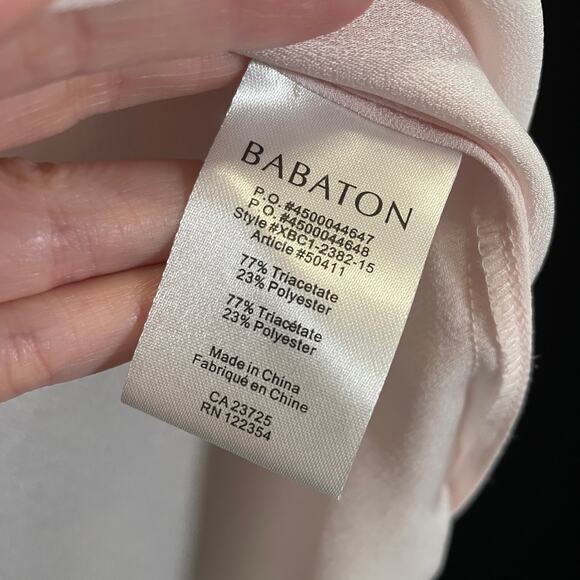 BABATON
P.O. #4500044647
P.O. #4500044648
Style #XBC1-2382-15
Article #50411
77% Triacetate
23% Polyester
77% Triacétate
23% Polyester
Made in China
Fabriqué en Chine
CA 23725
RN 122354